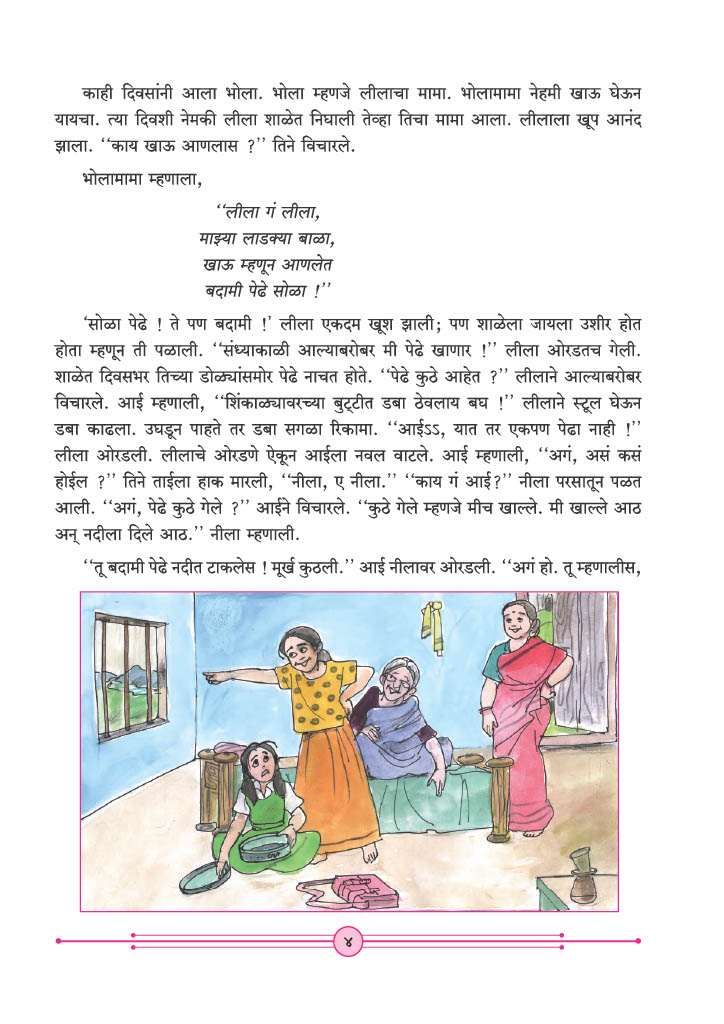 काही दिवसांनी आला भोला. भोला म्हणजे लीलाचा मामा. भोलामामा नेहमी खाऊ घेऊन
यायचा. त्या दिवशी नेमकी लीला शाळेत निघाली तेव्हा तिचा मामा आला. लीलाला खूप आनंद
झाला. ‘‘काय खाऊ आणलास ?’’ तिने विचारले.
भोलामामा म्हणाला,
‘‘लीला गं लीला,
माझ्या लाडक्या बाळा,
खाऊ म्हणून आणलेत
बदामी पेढे सोळा !’’
‘सोळा पेढे ! ते पण बदामी !’ लीला एकदम खूश झाली; पण शाळेला जायला उशीर होत
होता म्हणून ती पळाली. ‘‘संध्याकाळी आल्याबरोबर मी पेढे खाणार !’’ लीला ओरडतच गेली.
शाळेत दिवसभर तिच्या डोळ्यांसमोर पेढे नाचत होते. ‘‘पेढे कुठे आहेत ?’’ लीलाने आल्याबरोबर
विचारले. आई म्हणाली, ‘‘शिंकाळ्यावरच्या बुट्टीत डबा ठेवलाय बघ !’’ लीलाने स्टूल घेऊन
डबा काढला. उघडून पाहते तर डबा सगळा रिकामा. ‘‘आईऽऽ, यात तर एकपण पेढा नाही !’’
लीला ओरडली. लीलाचे ओरडणे ऐकून आईला नवल वाटले. आई म्हणाली, ‘‘अगं, असं कसं
होईल ?’’ तिने ताईला हाक मारली, ‘‘नीला, ए नीला.’’ ‘‘काय गं आई?’’ नीला परसातून पळत
आली. ‘‘अगं, पेढे कुठे गेले ?’’ आईने विचारले. ‘‘कुठे गेले म्हणजे मीच खाल्ले. मी खाल्ले आठ
अन् नदीला दिले आठ.’’ नीला म्हणाली.
‘‘तू बदामी पेढे नदीत टाकलेस ! मूर्ख कुठली.’’ आई नीलावर ओरडली. ‘‘अगं हो. तू म्हणालीस,
४